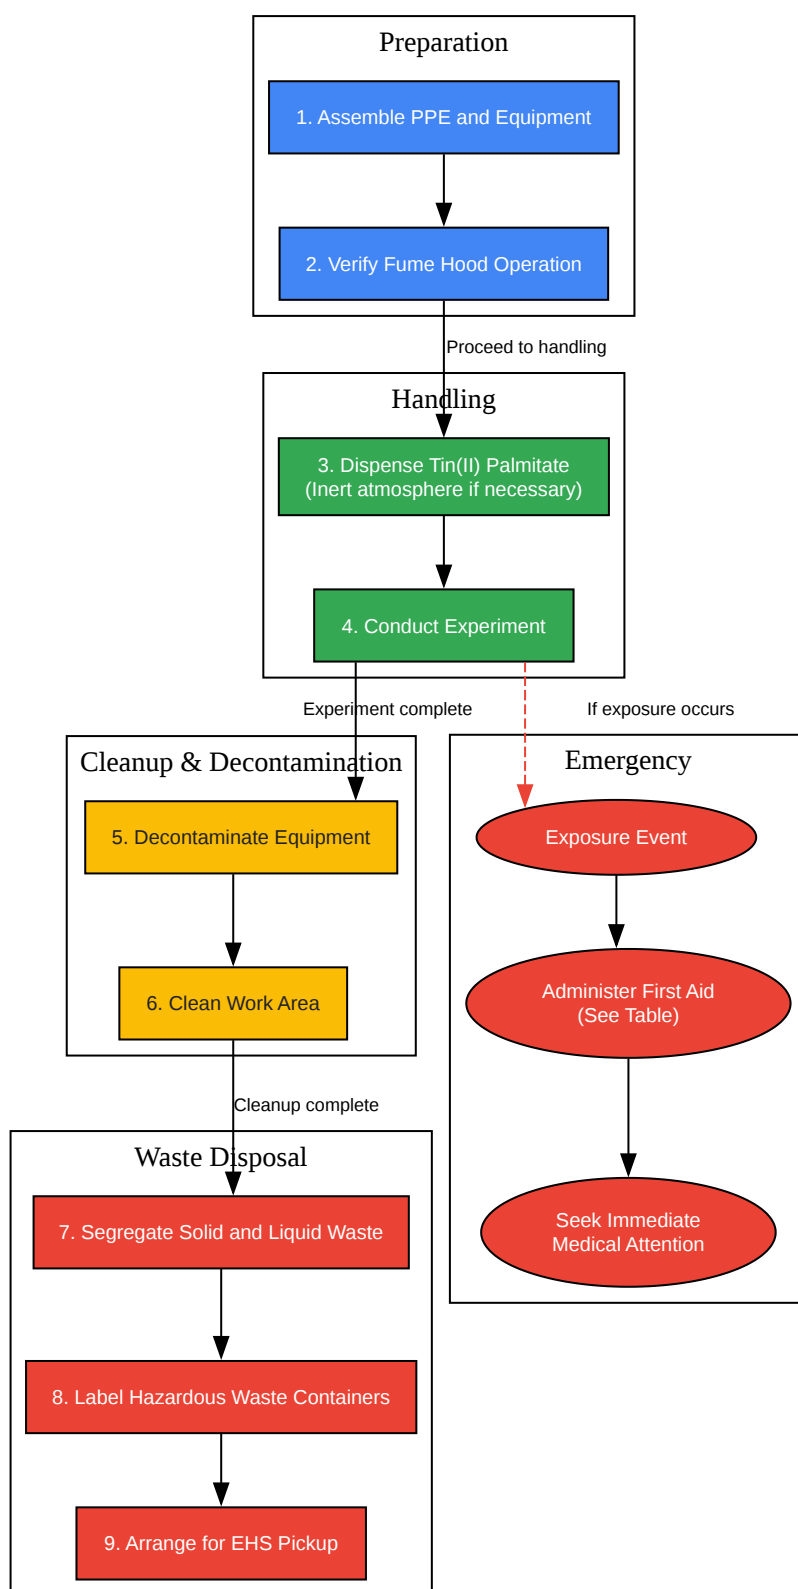 Preparation
1. Assemble PPE and Equipment
2. Verify Fume Hood Operation
Proceed to handling
Handling
3. Dispense Tin(II) Palmitate
(Inert atmosphere if necessary)
4. Conduct Experiment
Experiment complete
If exposure occurs
Cleanup & Decontamination
5. Decontaminate Equipment
6. Clean Work Area
Cleanup complete
Emergency
Exposure Event
Administer First Aid
(See Table)
Seek Immediate
Medical Attention
Waste Disposal
7. Segregate Solid and Liquid Waste
8. Label Hazardous Waste Containers
9. Arrange for EHS Pickup